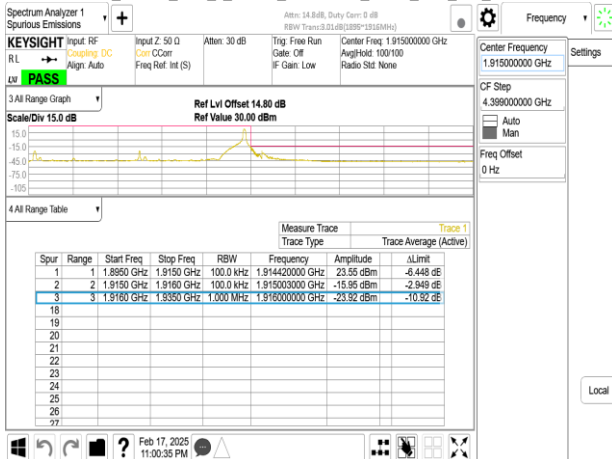 Spectrum Analyzer 1
Spurious Emissions
+
Attn: 14.8dB, Duty Carr: 0 dB
RBW Trans:3.01dB(1895~1916MHz)
Frequency
KEYSIGHT
RL
LXI
PASS
Input: RF
Coupling: DC
Align: Auto
Input Z: 50 Ω
Corr CCorr
Freq Ref: Int (S)
Atten: 30 dB
Trig: Free Run
Gate: Off
IF Gain: Low
Center Freq: 1.915000000 GHz
Avg|Hold: 100/100
Radio Std: None
Center Frequency
1.915000000 GHz
Settings
CF Step
4.399000000 GHz
Auto
Man
Freq Offset
0 Hz
3 All Range Graph
Scale/Div 15.0 dB
Ref Lvl Offset 14.80 dB
Ref Value 30.00 dBm
15.0
-15.0
-45.0
-75.0
-105
4 All Range Table
Measure Trace Trace 1
Trace Type Trace Average (Active)
Spur Range Start Freq Stop Freq RBW Frequency Amplitude ΔLimit
1 1 1.8950 GHz 1.9150 GHz 100.0 kHz 1.914420000 GHz 23.55 dBm -6.448 dB
2 2 1.9150 GHz 1.9160 GHz 100.0 kHz 1.915003000 GHz -15.95 dBm -2.949 dB
3 3 1.9160 GHz 1.9350 GHz 1.000 MHz 1.916000000 GHz -23.92 dBm -10.92 dB
18
19
20
21
22
23
24
25
26
27
Local
?
Feb 17, 2025
11:00:35 PM